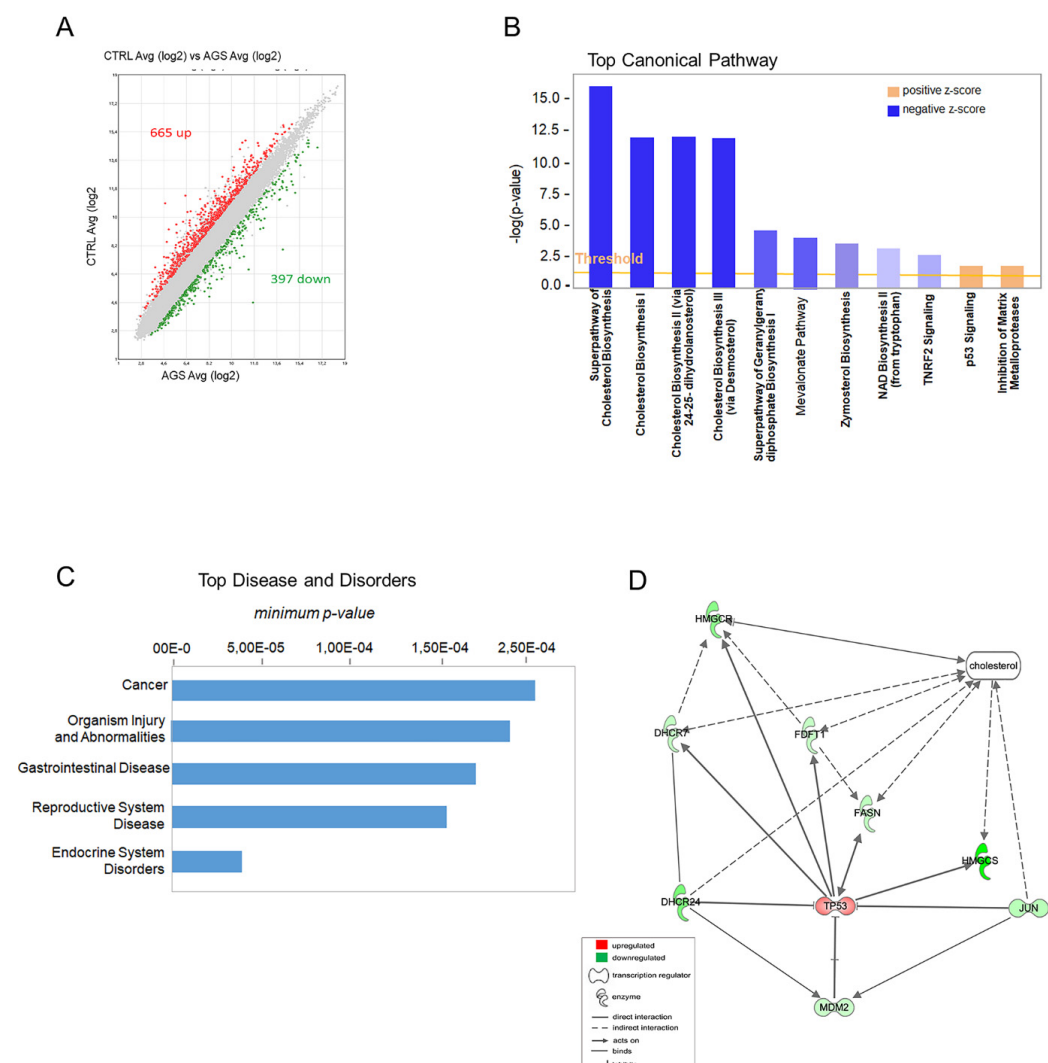 A
CTRL Avg (log2) vs AGS Avg (log2)
665 up
397 down
CTRL Avg (log2
AGS Avg (log2)
B
Top Canonical Pathway
positive z-score
negative z-score
-log(p-value)
15.0
12.5
10.0
7.5
5.0
2.5
0.0
Threshold
Superpathway of
Cholesterol Biosynthesis
Cholesterol Biosynthesis I
Cholesterol Biosynthesis II (via
24-25- dihydrolanosterol)
Cholesterol Biosynthesis III
(via Desmosterol)
Superpathway of Geranylgeranyl
diphosphate Biosynthesis I
Mevalonate Pathway
Zymosterol Biosynthesis
NAD Biosynthesis II
(from tryptophan)
TNRF2 Signaling
p53 Signaling
Inhibition of Matrix
Metalloproteases
C
Top Disease and Disorders
minimum p-value
00E-0 5,00E-05 1,00E-04 1,50E-04 2,50E-04
Cancer
Organism Injury
and Abnormalities
Gastrointestinal Disease
Reproductive System
Disease
Endocrine System
Disorders
D
HMGCR
cholesterol
DHCR7
FDFT1
FASN
HMGCS
DHCR24
TP53
JUN
MDM2
upregulated
downregulated
transcription regulator
enzyme
direct interaction
indirect interaction
acts on
binds